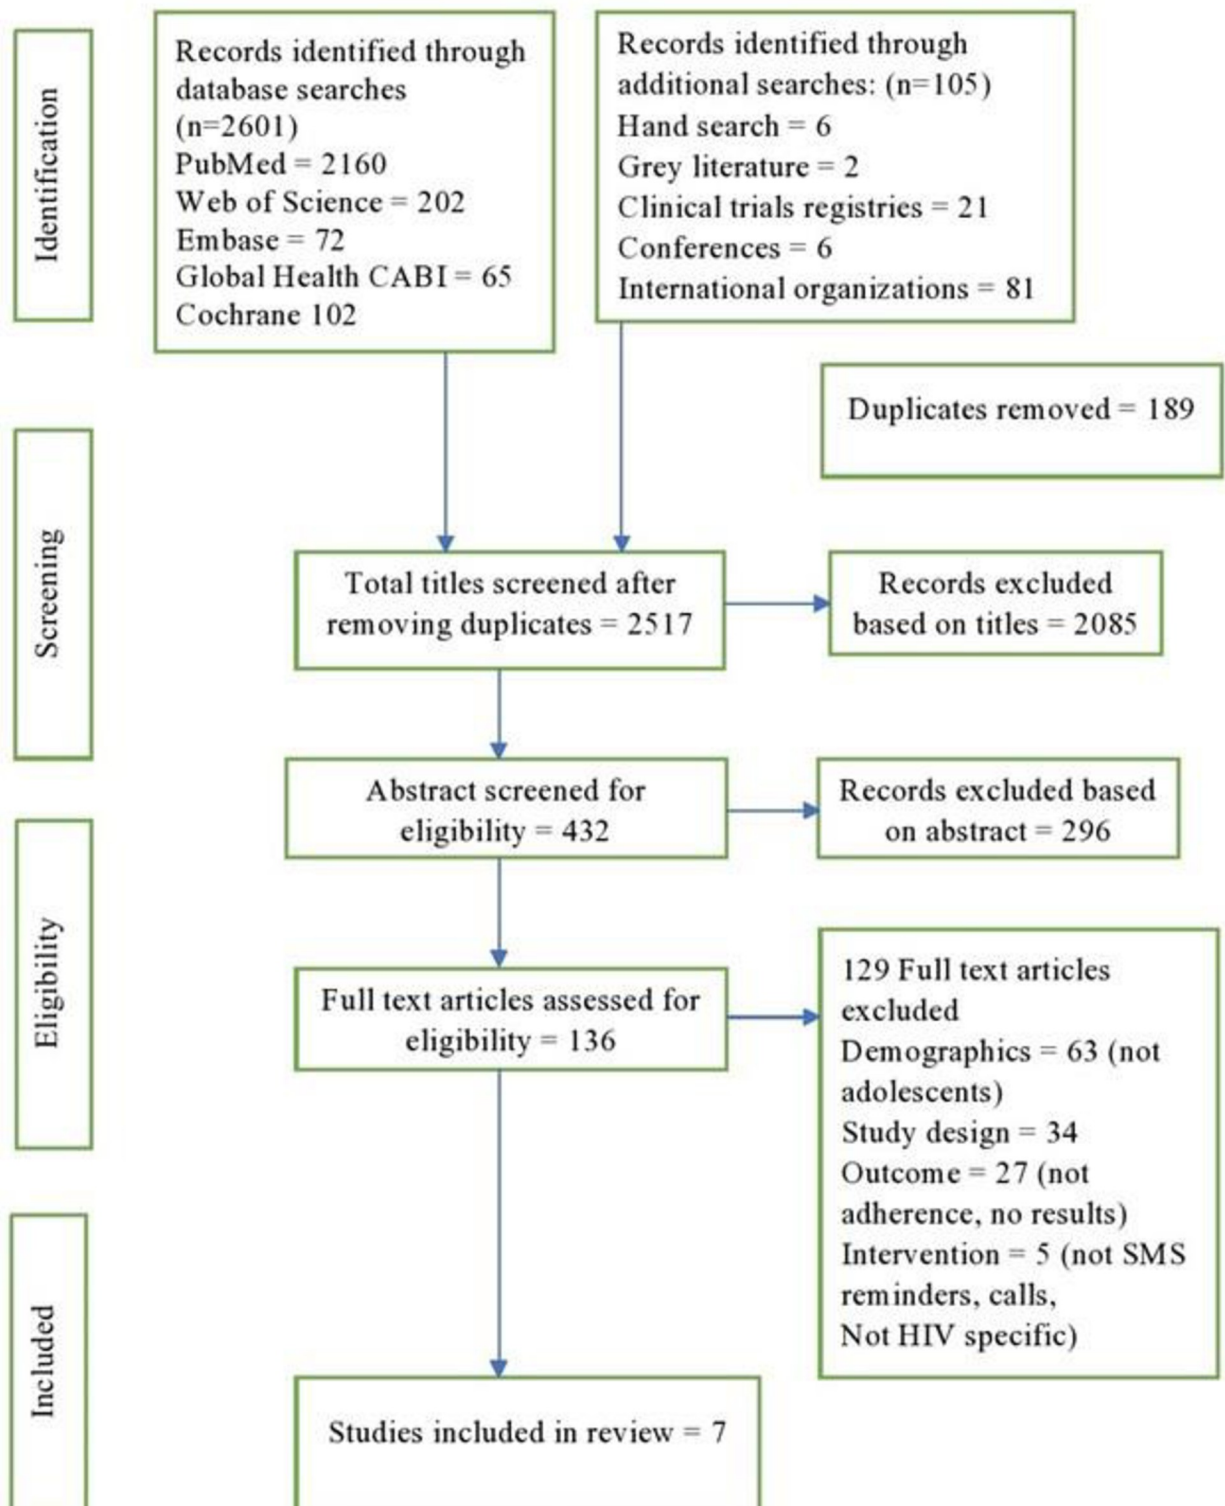 Identification
Records identified through
database searches
(n=2601)
PubMed = 2160
Web of Science = 202
Embase = 72
Global Health CABI = 65
Cochrane 102
Records identified through
additional searches: (n=105)
Hand search = 6
Grey literature = 2
Clinical trials registries = 21
Conferences = 6
International organizations = 81
Duplicates removed = 189
Screening
Total titles screened after
removing duplicates = 2517
Records excluded
based on titles = 2085
Abstract screened for
eligibility = 432
Records excluded based
on abstract = 296
Eligibility
Full text articles assessed for
eligibility = 136
129 Full text articles
excluded
Demographics = 63 (not
adolescents)
Study design = 34
Outcome = 27 (not
adherence, no results)
Intervention = 5 (not SMS
reminders, calls,
Not HIV specific)
Included
Studies included in review = 7